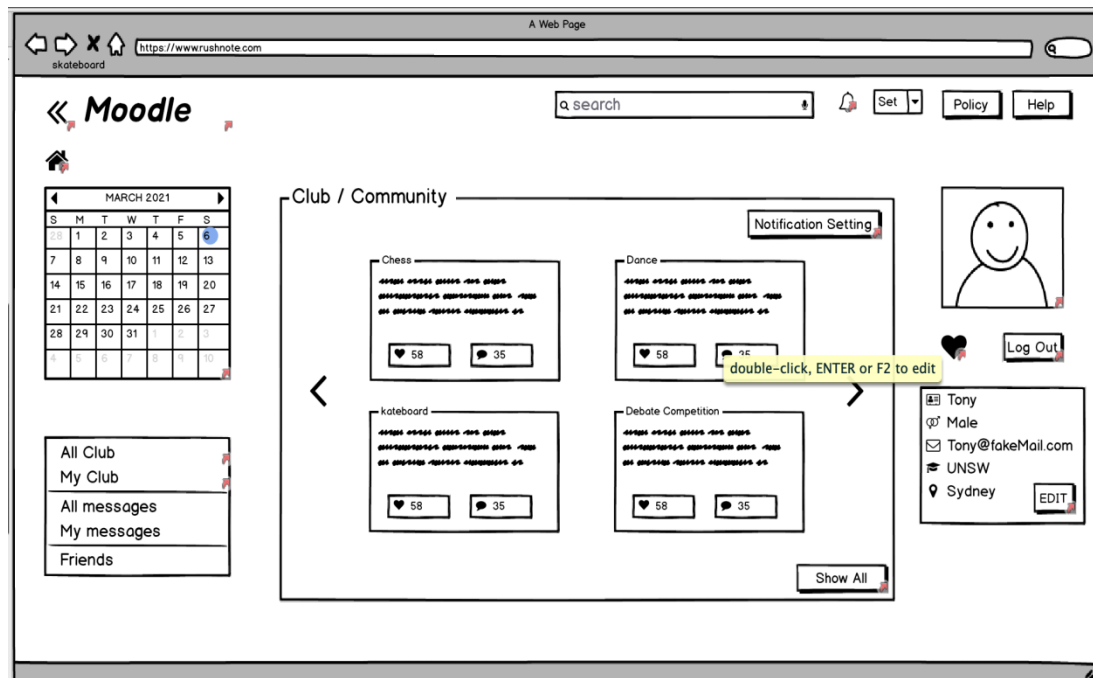 A Web Page
https://www.rushnote.com
skateboard
Moodle
search
Set
Policy
Help
MARCH 2021
S M T W T F S
28 1 2 3 4 5 6
7 8 9 10 11 12 13
14 15 16 17 18 19 20
21 22 23 24 25 26 27
28 29 30 31 1 2 3
4 5 6 7 8 9 10
All Club
My Club
All messages
My messages
Friends
Club / Community
Notification Setting
Chess
58 35
Dance
58 35
double-click, ENTER or F2 to edit
kateboard
58 35
Debate Competition
58 35
Show All
Log Out
Tony
Male
Tony@fakeMail.com
UNSW
Sydney
EDIT